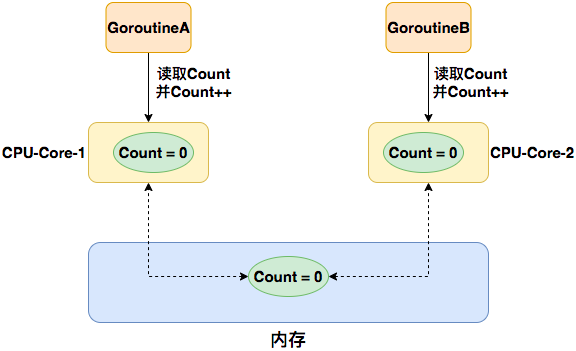 GoroutineA
GoroutineB
读取Count
并Count++
读取Count
并Count++
CPU-Core-1
Count = 0
Count = 0
CPU-Core-2
Count = 0
内存